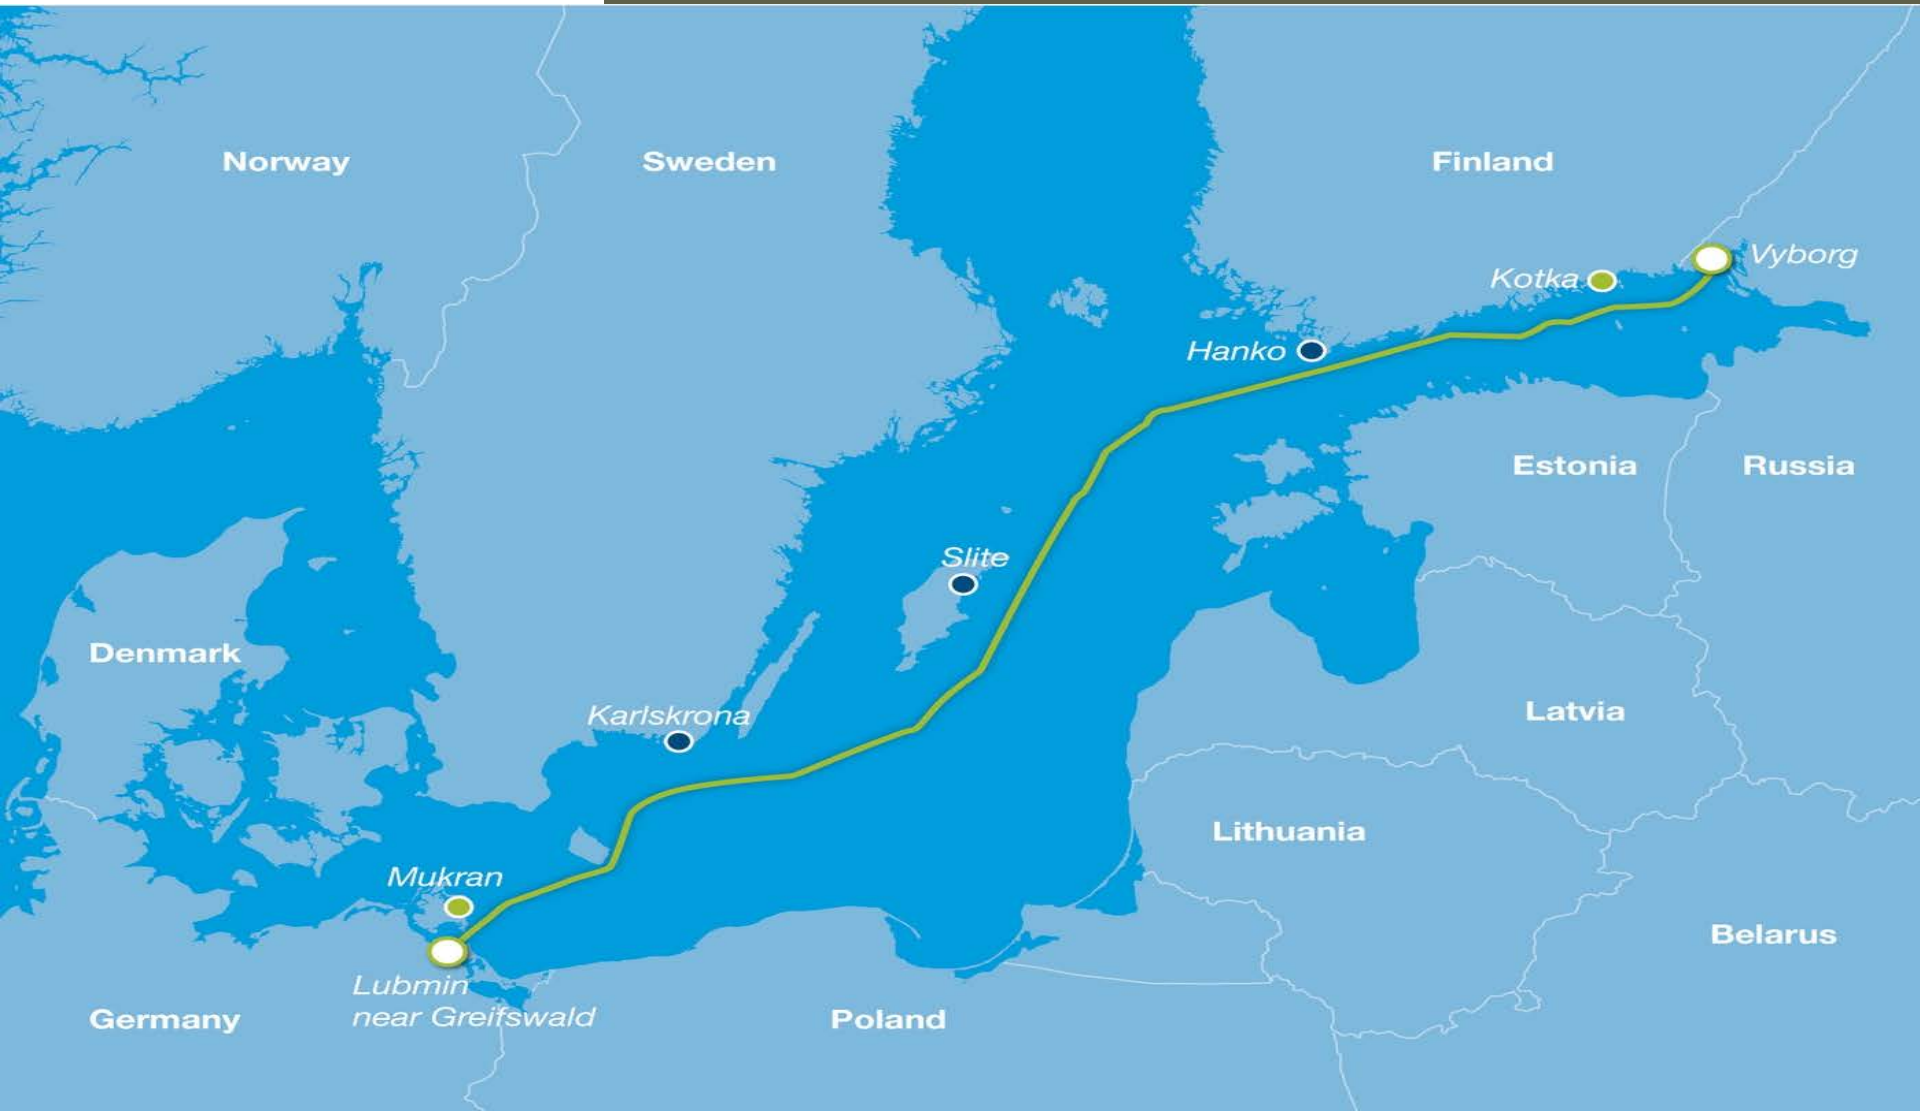 Norway
Sweden
Finland
Vyborg
Kotka
Hanko
Estonia
Russia
Slite
Denmark
Karlskrona
Latvia
Lithuania
Mukran
Belarus
Lubmin
near Greifswald
Germany
Poland